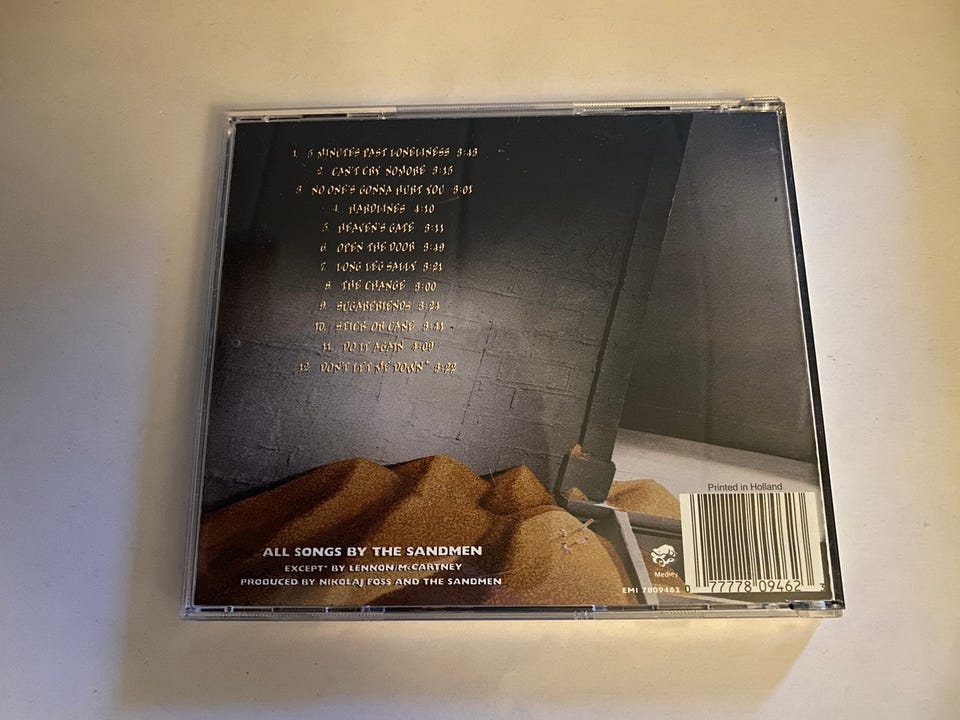 1. 5 MINUTES PAST LONELINESS 3:43
2. CAN'T CRY NOMORE 3:15
3. NO ONE'S GONNA HURT YOU 3:01
4. HARDLINES 4:10
5. HEAVEN'S GATE 3:11
6. OPEN THE DOOR 3:49
7. LONG LEG SALLY 3:21
8. THE CHANGE 3:00
9. SUGARFRIENDS 3:21
10. STICK OR CANE 3:41
11. DO IT AGAIN 4:09
12. DON'T LET ME DOWN* 3:22
Printed in Holland
ALL SONGS BY THE SANDMEN
EXCEPT* BY LENNON/McCARTNEY
PRODUCED BY NIKOLAJ FOSS AND THE SANDMEN
Medley
EMI 7809462
0 77778 09462 3